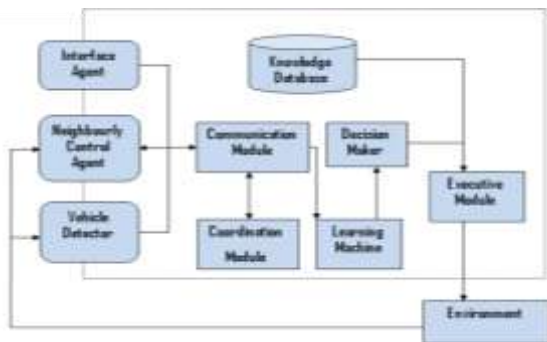 Interface
Agent
Knowledge
Database
Neighbourly
Control
Agent
Communication
Module
Decision
Maker
Executive
Module
Vehicle
Detector
Coordination
Module
Learning
Machine
Environment